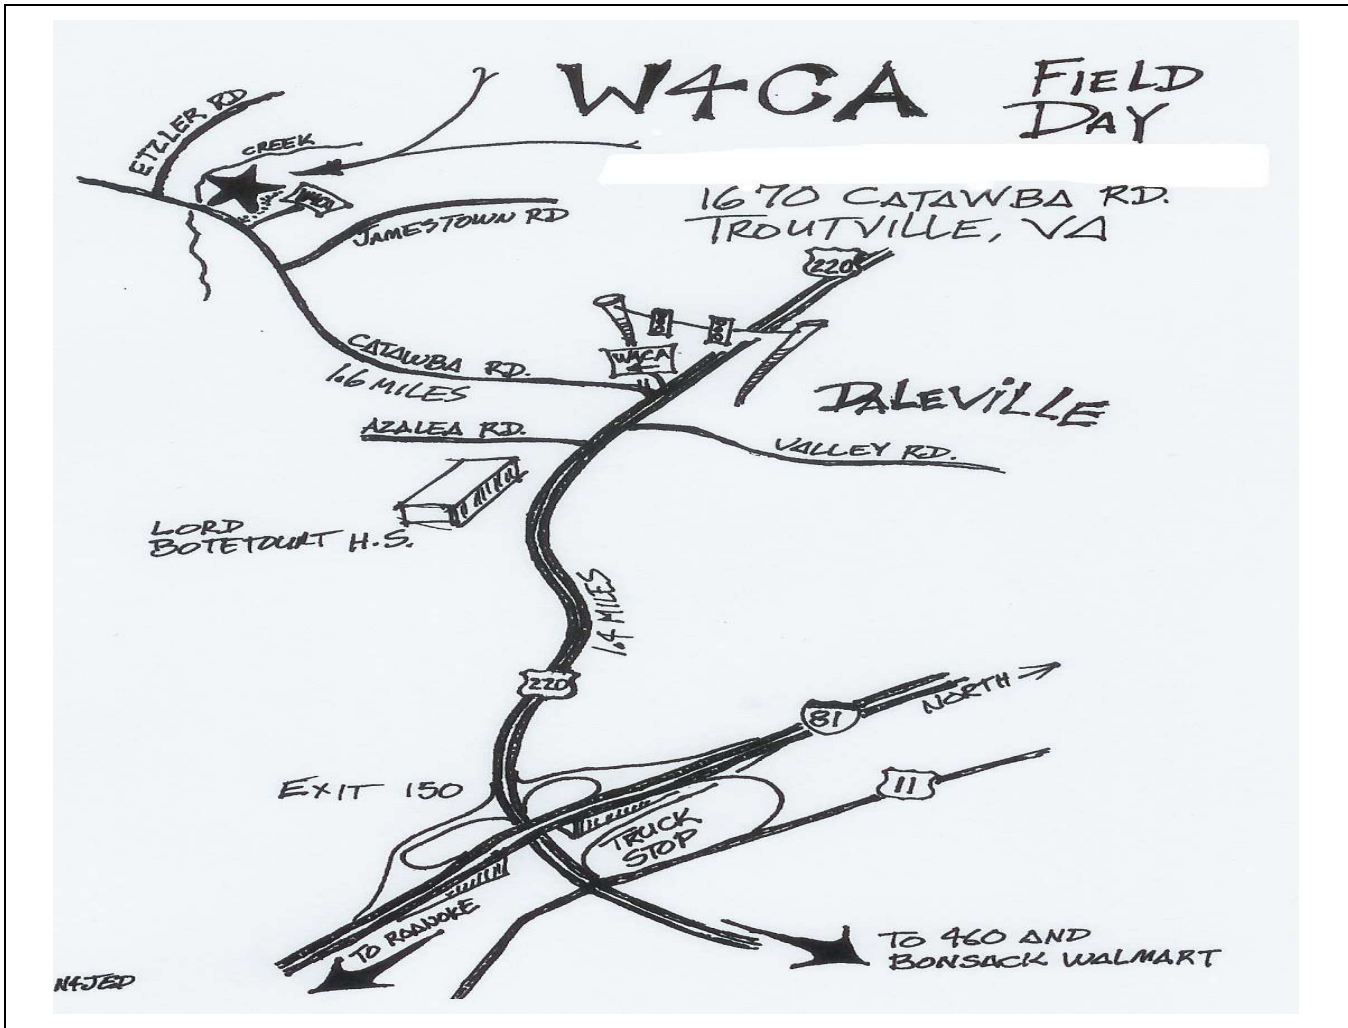 W4CA
FIELD
DAY
ETZLER RD
CREEK
1670 CATAWBA RD.
TROUTVILLE, VA
JAMESTOWN RD
220
W4CA
CATAWBA RD.
1.6 MILES
DALEVILLE
AZALEA RD.
VALLEY RD.
LORD
BOTETOURT H.S.
1.4 MILES
220
81
NORTH
EXIT 150
11
TRUCK
STOP
TO ROANOKE
TO 460 AND
BONSACK WALMART
N4JED